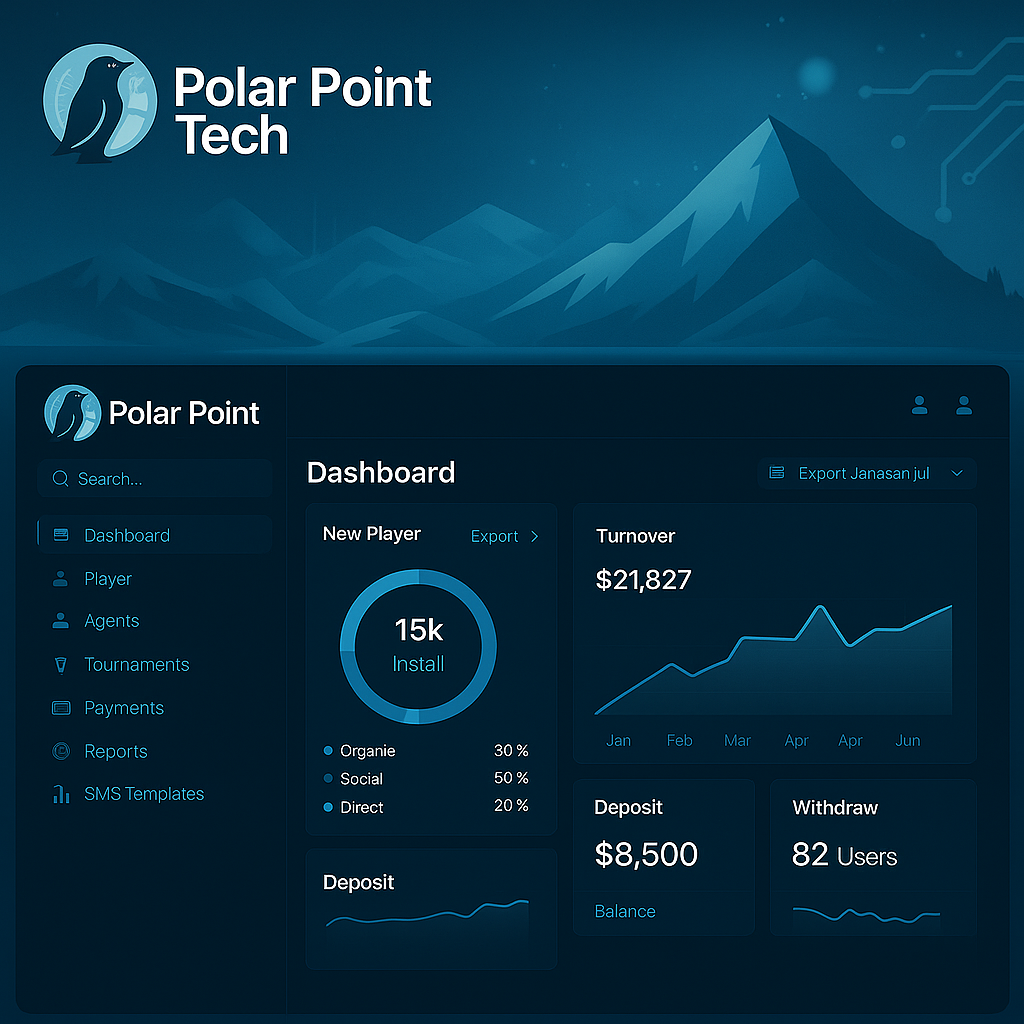 Polar Point
Tech
Polar Point
Search...
Dashboard
Player
Agents
Tournaments
Payments
Reports
SMS Templates
Dashboard
Export Janasan jul
New Player
Export
15k
Install
Organie 30 %
Social 50 %
Direct 20 %
Turnover
$21,827
Jan Feb Mar Apr Apr Jun
Deposit
Deposit
$8,500
Balance
Withdraw
82 Users